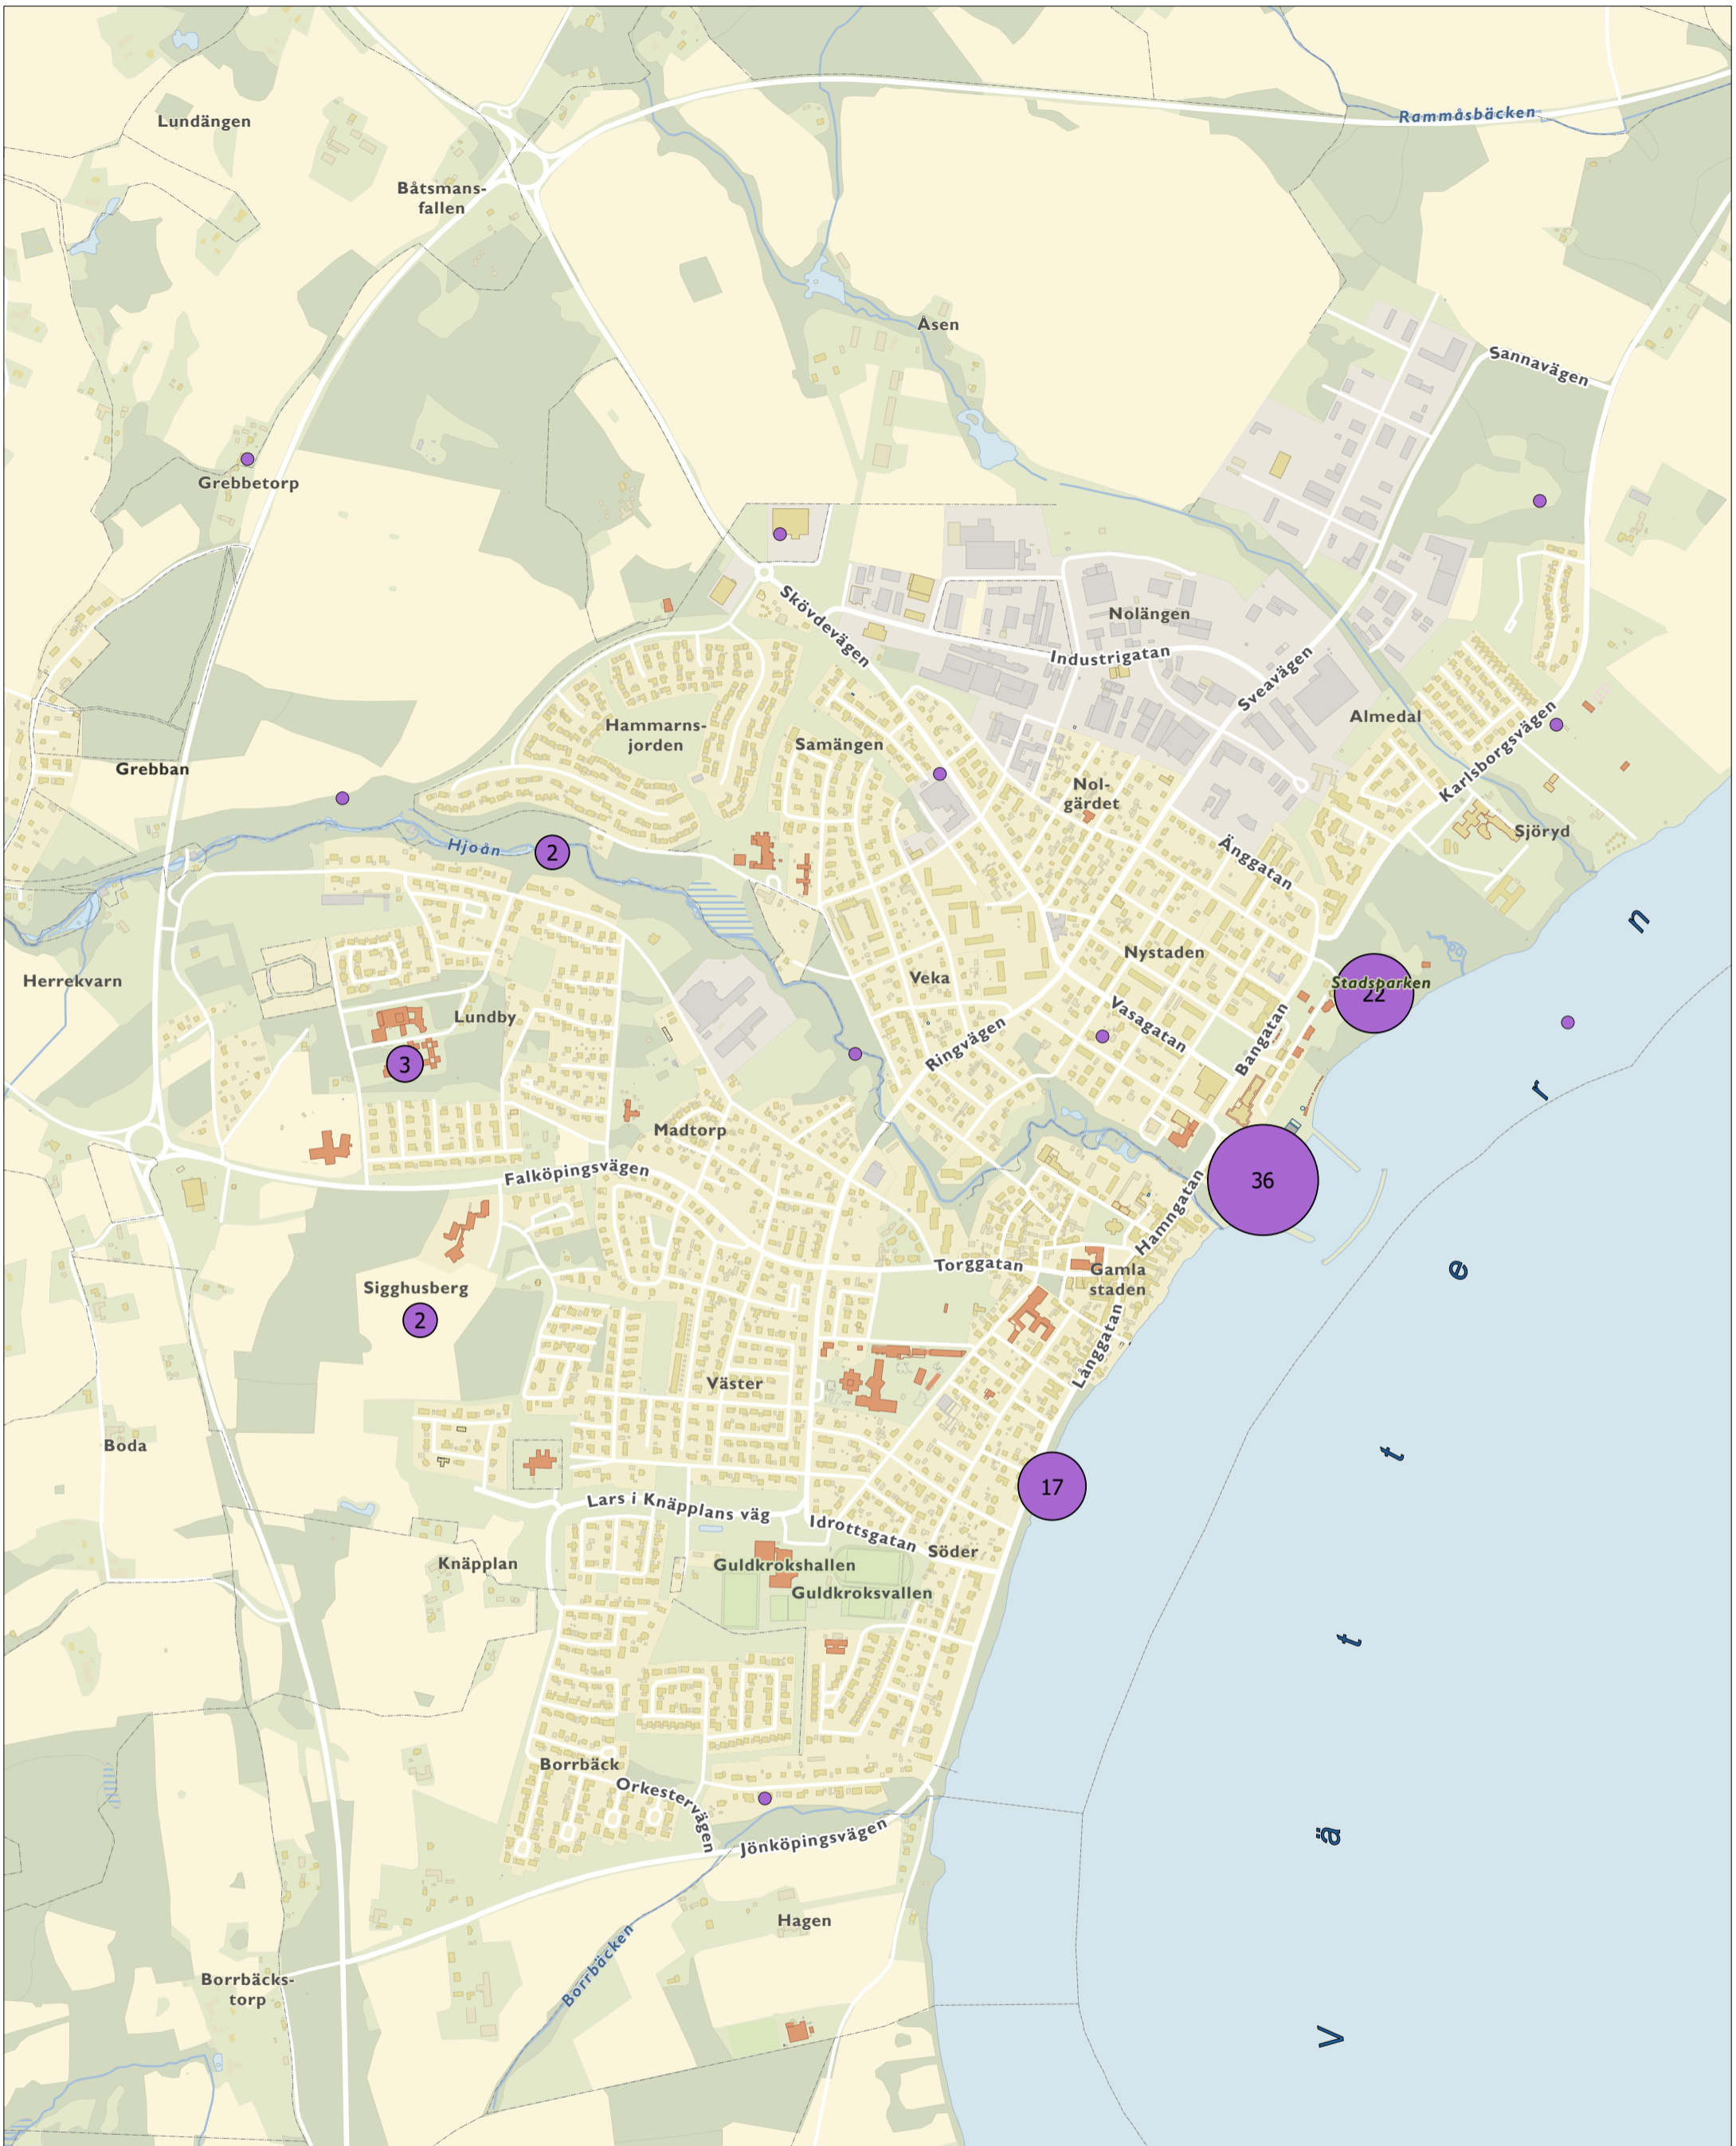 Lundängen
Rammåsbäcken
Båtsmans-
fallen
Åsen
Sannavägen
Grebbetorp
Skövdevägen
Nolängen
Industrigatan
Sveavägen
Hammarns-
jorden
Samängen
Almedal
Karlsborgsvägen
Grebban
Nol-
gärdet
Sjöryd
Hjoån
2
Änggatan
Herrekvarn
Veka
Nystaden
Stadsparken
22
Lundby
Vasagatan
Ringvägen
Bangatan
3
Madtorp
Falköpingsvägen
36
Hamngatan
Torggatan
Gamla
staden
Sigghusberg
2
Långgatan
Väster
Boda
17
Lars i Knäpplans väg
Idrottsgatan
Söder
Knäpplan
Guldkrokshallen
Guldkroksvallen
Borrbäck
Orkestervägen
Jönköpingsvägen
Hagen
Borrbäcken
Borrbäcks-
torp
Vättern